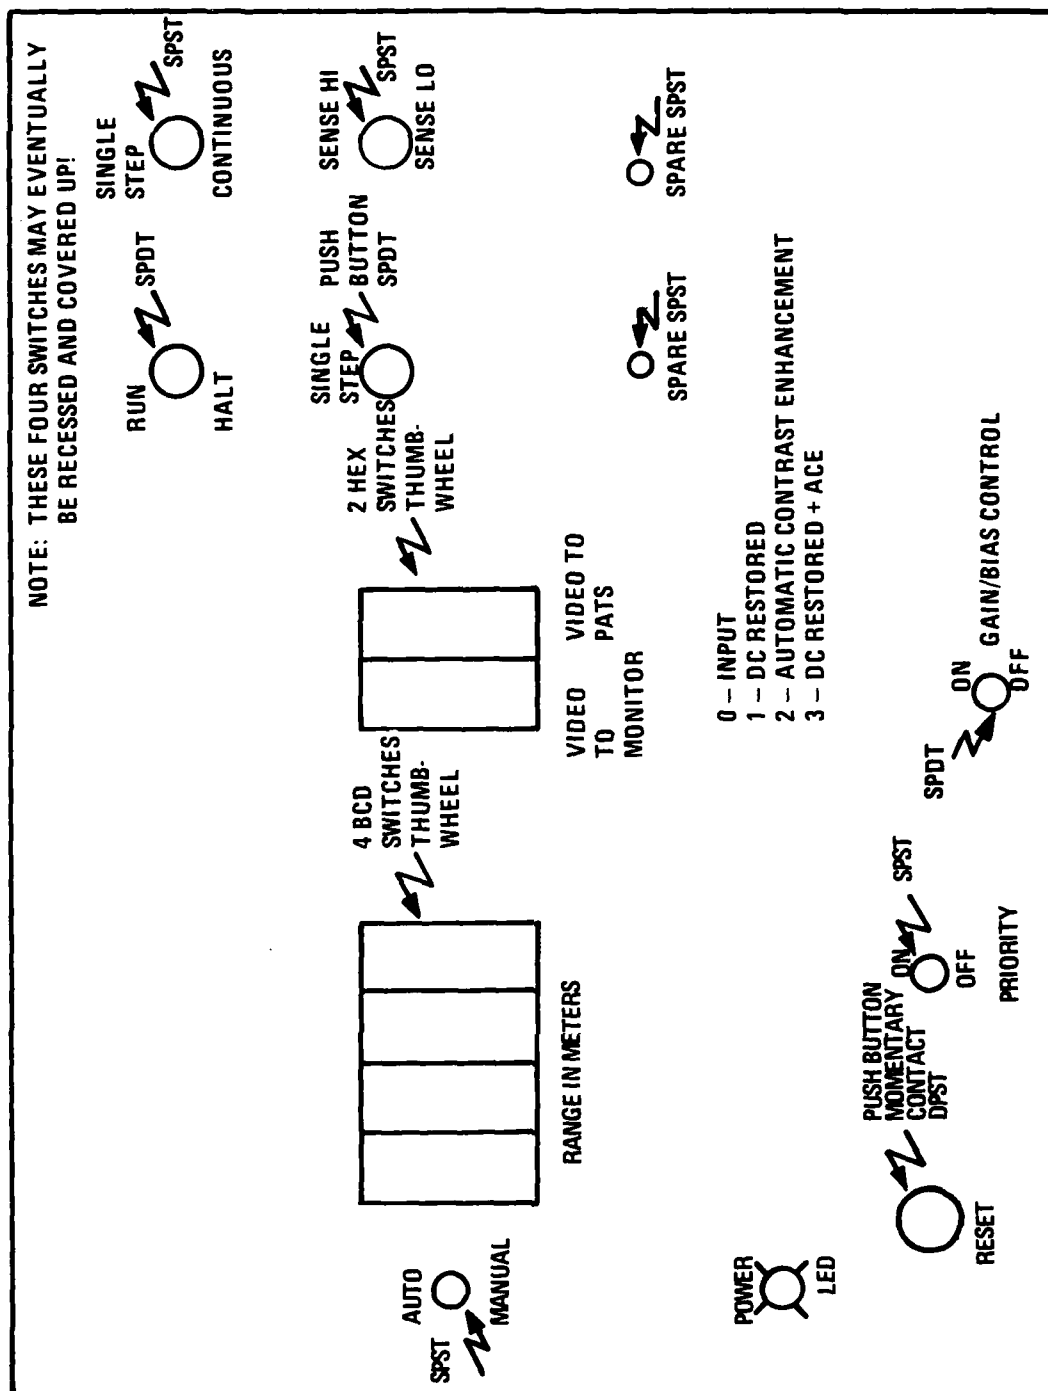 NOTE: THESE FOUR SWITCHES MAY EVENTUALLY
BE RECESSED AND COVERED UP!
RUN
SPDT
HALT
SINGLE
STEP
SPST
CONTINUOUS
SINGLE
STEP
PUSH
BUTTON
SPDT
SENSE HI
SPST
SENSE LO
AUTO
SPST
MANUAL
4 BCD
SWITCHES
THUMB-
WHEEL
RANGE IN METERS
2 HEX
SWITCHES
THUMB-
WHEEL
VIDEO
TO
MONITOR
VIDEO TO
PATS
SPARE SPST
SPARE SPST
0 – INPUT
1 – DC RESTORED
2 – AUTOMATIC CONTRAST ENHANCEMENT
3 – DC RESTORED + ACE
POWER
LED
PUSH BUTTON
MOMENTARY
CONTACT
DPST
RESET
ON
SPST
OFF
PRIORITY
SPDT
ON
OFF
GAIN/BIAS CONTROL